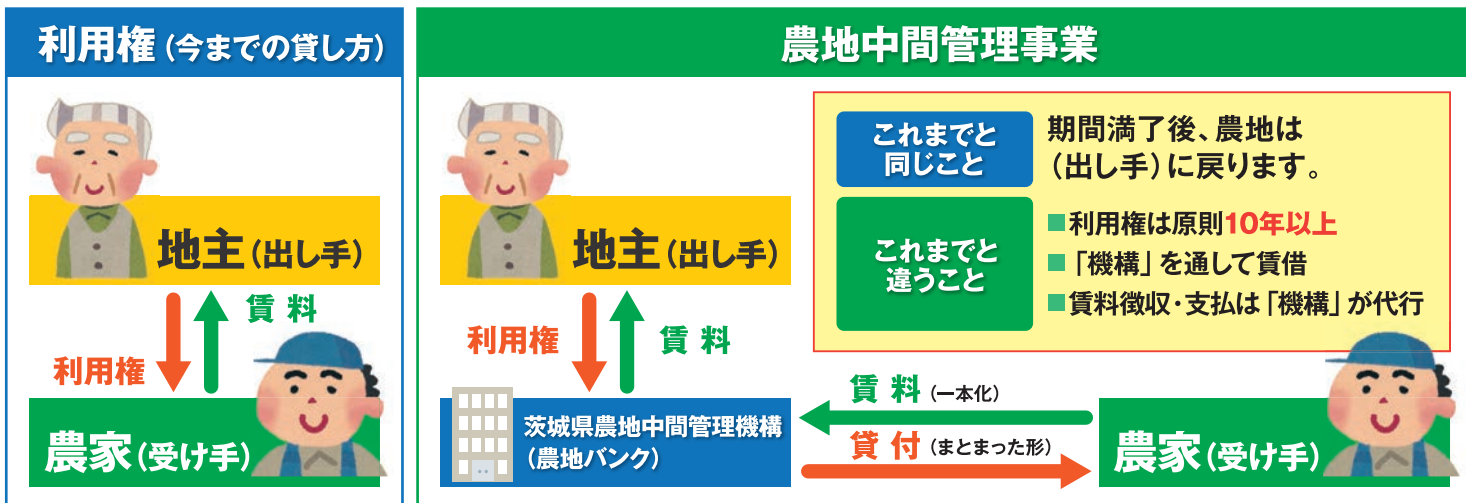 利用権（今までの貸し方）
地主（出し手）
賃料
利用権
農家（受け手）
農地中間管理事業
地主（出し手）
利用権
賃料
茨城県農地中間管理機構
（農地バンク）
これまでと
同じこと
期間満了後、農地は
（出し手）に戻ります。
これまでと
違うこと
■利用権は原則10年以上
■「機構」を通して賃借
■賃料徴収・支払は「機構」が代行
賃料（一本化）
貸付（まとまった形）
農家（受け手）